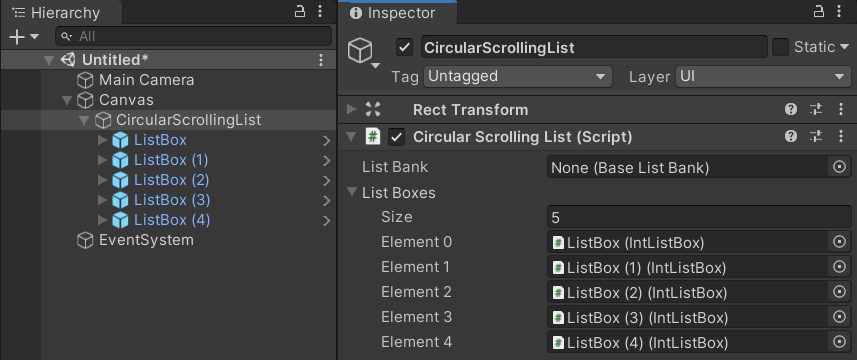 Hierarchy
All
Untitled*
Main Camera
Canvas
CircularScrollingList
ListBox
ListBox (1)
ListBox (2)
ListBox (3)
ListBox (4)
EventSystem
Inspector
CircularScrollingList
Static
Tag Untagged Layer UI
Rect Transform
# Circular Scrolling List (Script)
List Bank None (Base List Bank)
List Boxes
Size 5
Element 0 # ListBox (IntListBox)
Element 1 # ListBox (1) (IntListBox)
Element 2 # ListBox (2) (IntListBox)
Element 3 # ListBox (3) (IntListBox)
Element 4 # ListBox (4) (IntListBox)